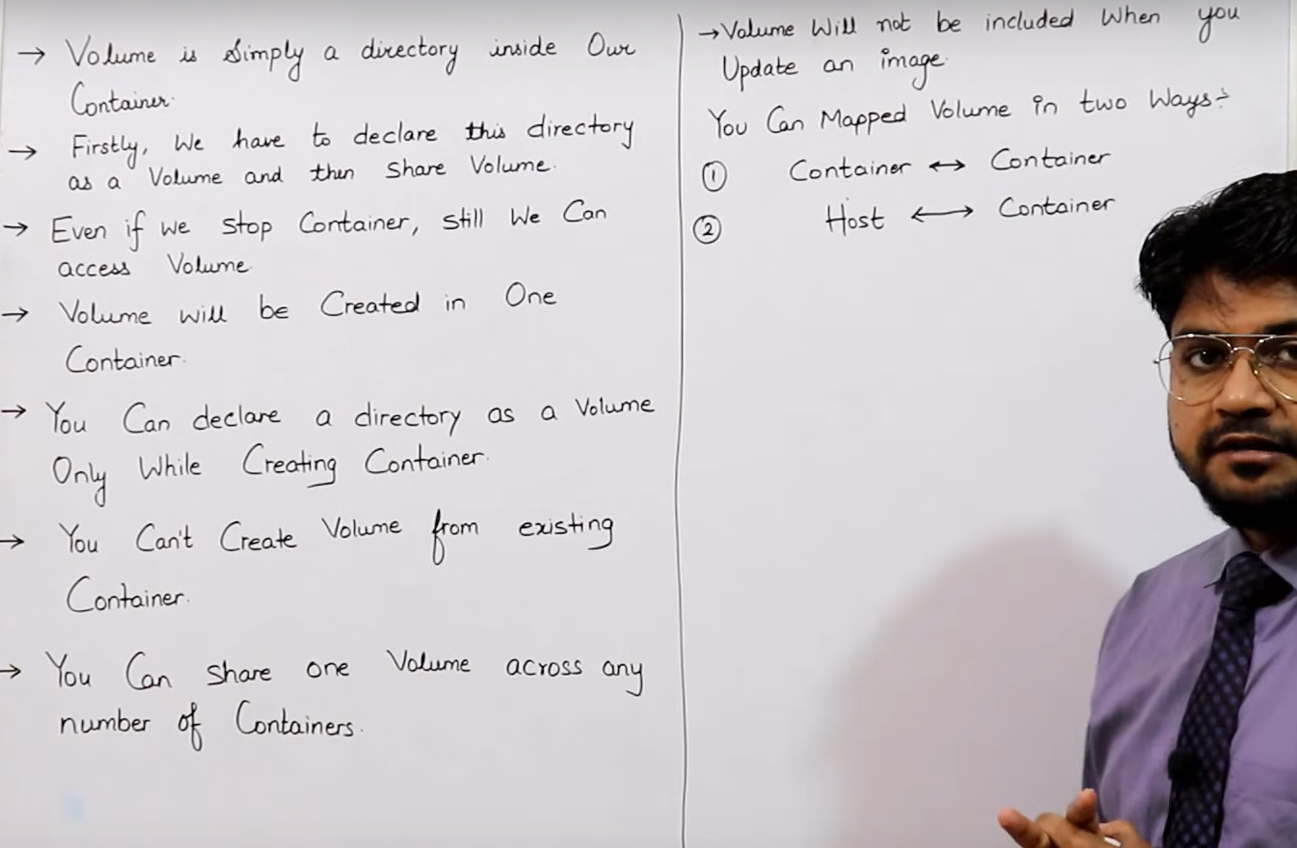 → Volume is Simply a directory inside Our
Container.
→ Firstly, We have to declare this directory
as a Volume and then Share Volume.
→ Even if we stop Container, still We Can
access Volume.
→ Volume will be Created in One
Container.
→ You Can declare a directory as a Volume
Only While Creating Container.
→ You Can't Create Volume from existing
Container.
→ You Can share one Volume across any
number of Containers.
→ Volume Will not be included When you
Update an image.
You Can Mapped Volume in two Ways:-
① Container ↔ Container
② Host ↔ Container